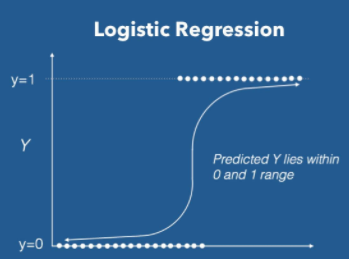 Logistic Regression
y=1
Y
Predicted Y lies within
0 and 1 range
y=0